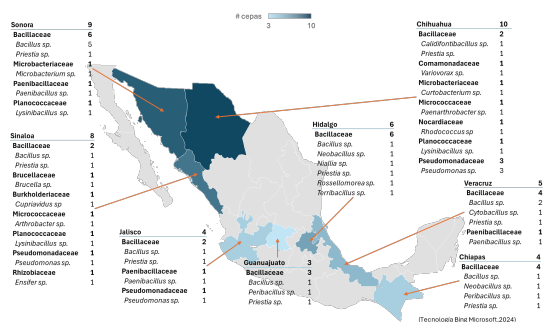 # cepas
3 10
Sonora 9
Bacillaceae 6
Bacillus sp. 5
Priestia sp. 1
Microbacteriaceae 1
Microbacterium sp. 1
Paenibacillaceae 1
Paenibacillus sp. 1
Planococcaceae 1
Lysinibacillus sp. 1
Sinaloa 8
Bacillaceae 2
Bacillus sp. 1
Priestia sp. 1
Brucellaceae 1
Brucella sp. 1
Burkholderiaceae 1
Cupriavidus sp 1
Micrococcaceae 1
Arthrobacter sp. 1
Planococcaceae 1
Lysinibacillus sp. 1
Pseudomonadaceae 1
Pseudomonas sp. 1
Rhizobiaceae 1
Ensifer sp. 1
Jalisco 4
Bacillaceae 2
Bacillus sp. 1
Priestia sp. 1
Paenibacillaceae 1
Paenibacillus sp. 1
Pseudomonadaceae 1
Pseudomonas sp. 1
Guanuajuato 3
Bacillaceae 3
Bacillus sp. 1
Peribacillus sp. 1
Priestia sp. 1
Hidalgo 6
Bacillaceae 6
Bacillus sp. 1
Neobacillus sp. 1
Niallia sp. 1
Priestia sp. 1
Rossellomorea sp. 1
Terribacillus sp. 1
Chihuahua 10
Bacillaceae 2
Calidifontibacillus sp. 1
Priestia sp. 1
Comamonadaceae 1
Variovorax sp. 1
Microbacteriaceae 1
Curtobacterium sp. 1
Micrococcaceae 1
Paenarthrobacter sp. 1
Nocardiaceae 1
Rhodococcus sp 1
Planococcaceae 1
Lysinibacillus sp. 1
Pseudomonadaceae 3
Pseudomonas sp. 3
Veracruz 5
Bacillaceae 4
Bacillus sp. 2
Cytobacillus sp. 1
Priestia sp. 1
Paenibacillaceae 1
Paenibacillus sp. 1
Chiapas 4
Bacillaceae 4
Bacillus sp. 1
Neobacillus sp. 1
Peribacillus sp. 1
Priestia sp. 1
(Tecnología Bing Microsoft,2024)